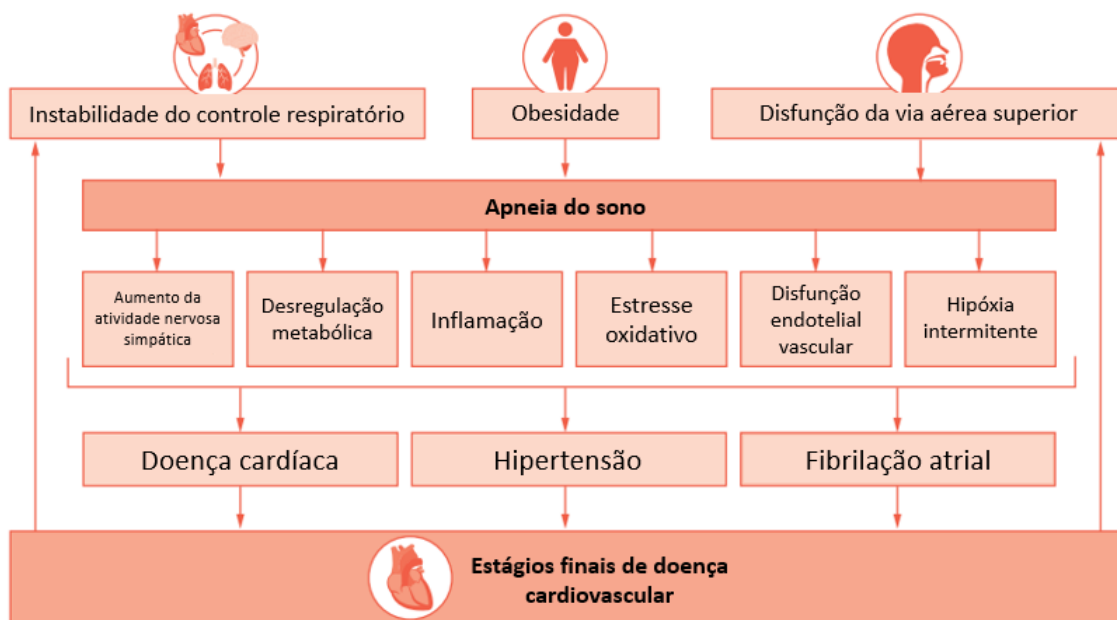 Instabilidade do controle respiratório
Obesidade
Disfunção da via aérea superior
Apneia do sono
Aumento da
atividade nervosa
simpática
Desregulação
metabólica
Inflamação
Estresse
oxidativo
Disfunção
endotelial
vascular
Hipóxia
intermitente
Doença cardíaca
Hipertensão
Fibrilação atrial
Estágios finais de doença
cardiovascular